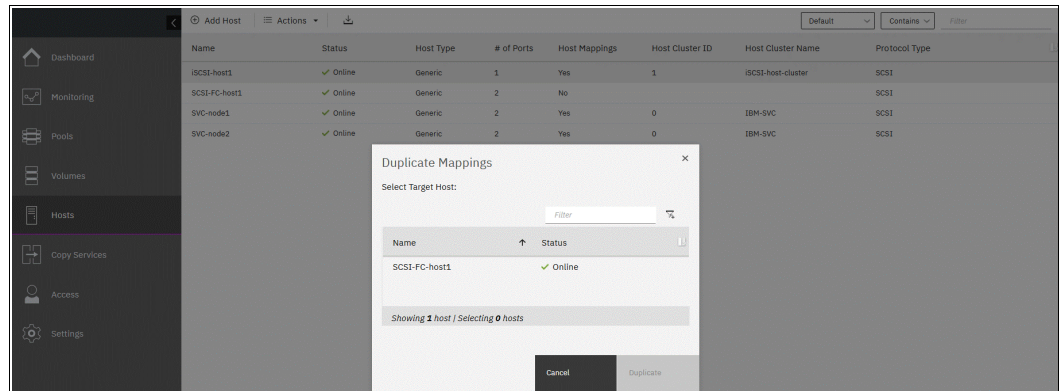 Add Host Actions Default Contains Filter
Name Status Host Type # of Ports Host Mappings Host Cluster ID Host Cluster Name Protocol Type
Dashboard
iSCSI-host1 Online Generic 1 Yes 1 iSCSI-host-cluster SCSI
SCSI-FC-host1 Online Generic 2 No SCSI
Monitoring
SVC-node1 Online Generic 2 Yes 0 IBM-SVC SCSI
SVC-node2 Online Generic 2 Yes 0 IBM-SVC SCSI
Pools
Volumes
Hosts
Copy Services
Access
Settings
Duplicate Mappings
Select Target Host:
Filter
Name Status
SCSI-FC-host1 Online
Showing 1 host | Selecting 0 hosts
Cancel Duplicate